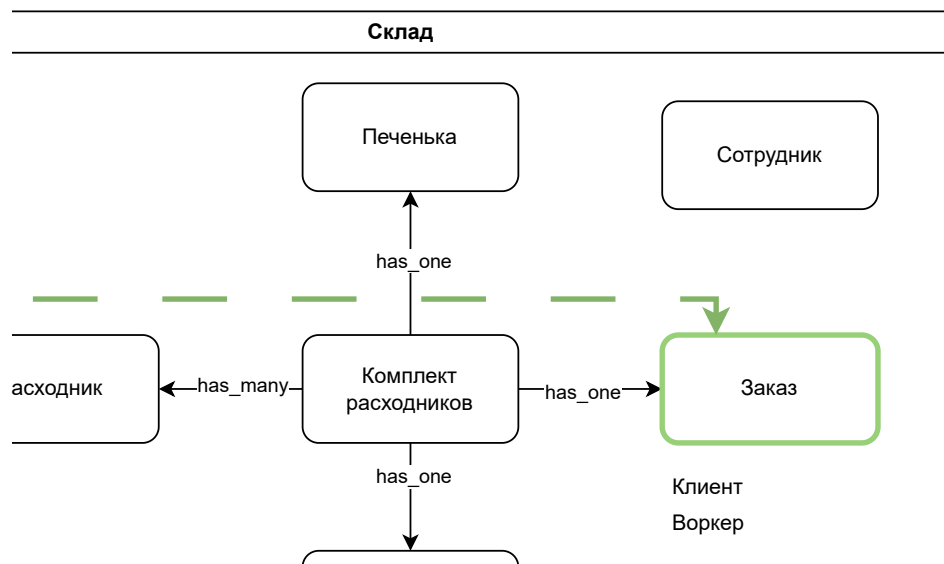 Склад
Печенька
Сотрудник
has_one
асходник
has_many
Комплект
расходников
has_one
Заказ
has_one
Клиент
Воркер